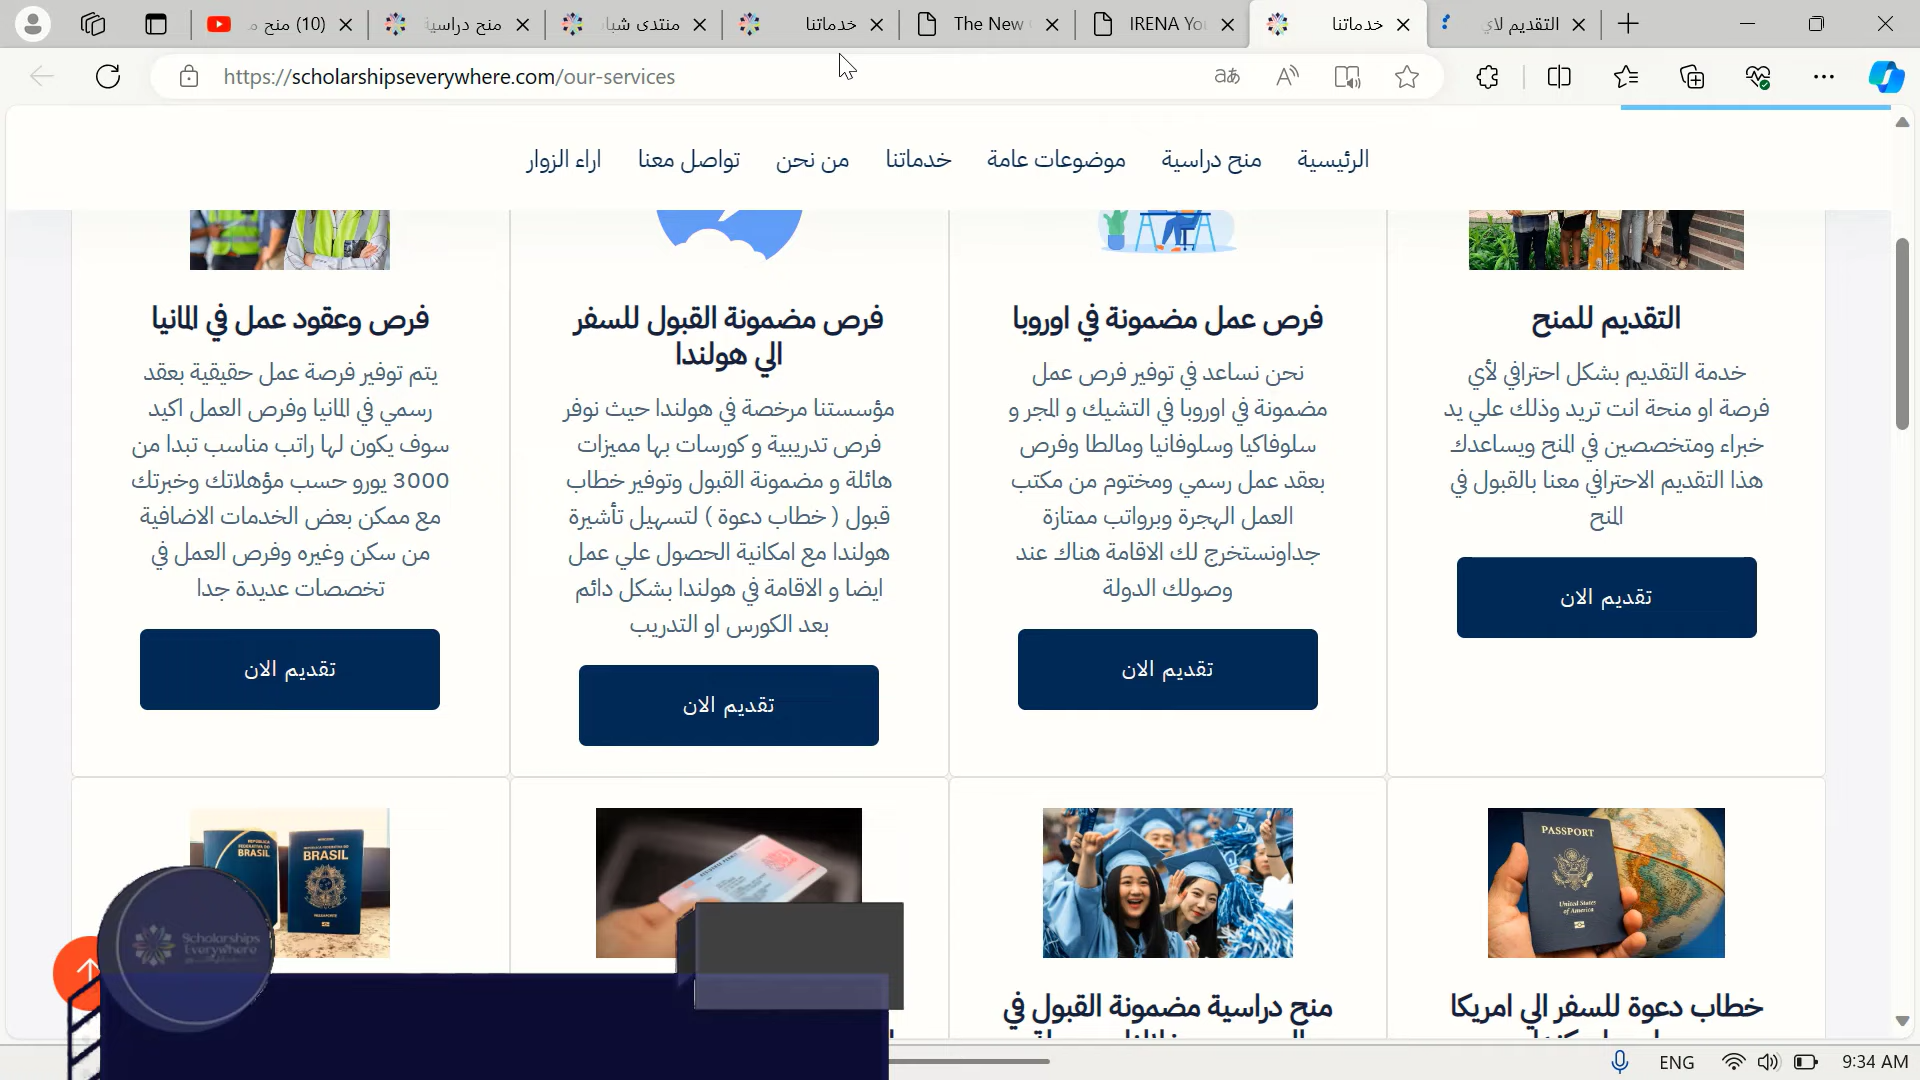 (10) منح م
منح دراسية
منتدى شباب
خدماتنا
The New
IRENA You
خدماتنا
التقديم لاي
https://scholarshipseverywhere.com/our-services
الرئيسية
منح دراسية
موضوعات عامة
خدماتنا
من نحن
تواصل معنا
اراء الزوار
التقديم للمنح
خدمة التقديم بشكل احترافي لأي
فرصة او منحة انت تريد وذلك علي يد
خبراء ومتخصصين في المنح ويساعدك
هذا التقديم الاحترافي معنا بالقبول في
المنح
تقديم الان
فرص عمل مضمونة في اوروبا
نحن نساعد في توفير فرص عمل
مضمونة في اوروبا في التشيك و المجر و
سلوفاكيا وسلوفانيا ومالطا وفرص
بعقد عمل رسمي ومختوم من مكتب
العمل الهجرة وبرواتب ممتازة
جداونستخرج لك الاقامة هناك عند
وصولك الدولة
تقديم الان
فرص مضمونة القبول للسفر
الي هولندا
مؤسستنا مرخصة في هولندا حيث نوفر
فرص تدريبية و كورسات بها مميزات
هائلة و مضمونة القبول وتوفير خطاب
قبول ( خطاب دعوة ) لتسهيل تأشيرة
هولندا مع امكانية الحصول علي عمل
ايضا و الاقامة في هولندا بشكل دائم
بعد الكورس او التدريب
تقديم الان
فرص وعقود عمل في المانيا
يتم توفير فرصة عمل حقيقية بعقد
رسمي في المانيا وفرص العمل اكيد
سوف يكون لها راتب مناسب تبدا من
3000 يورو حسب مؤهلاتك وخبرتك
مع ممكن بعض الخدمات الاضافية
من سكن وغيره وفرص العمل في
تخصصات عديدة جدا
تقديم الان
PASSPORT
United States
of America
BRASIL
BRASIL
خطاب دعوة للسفر الي امريكا
منح دراسية مضمونة القبول في
Scholarships
Everywhere
ENG
9:34 AM